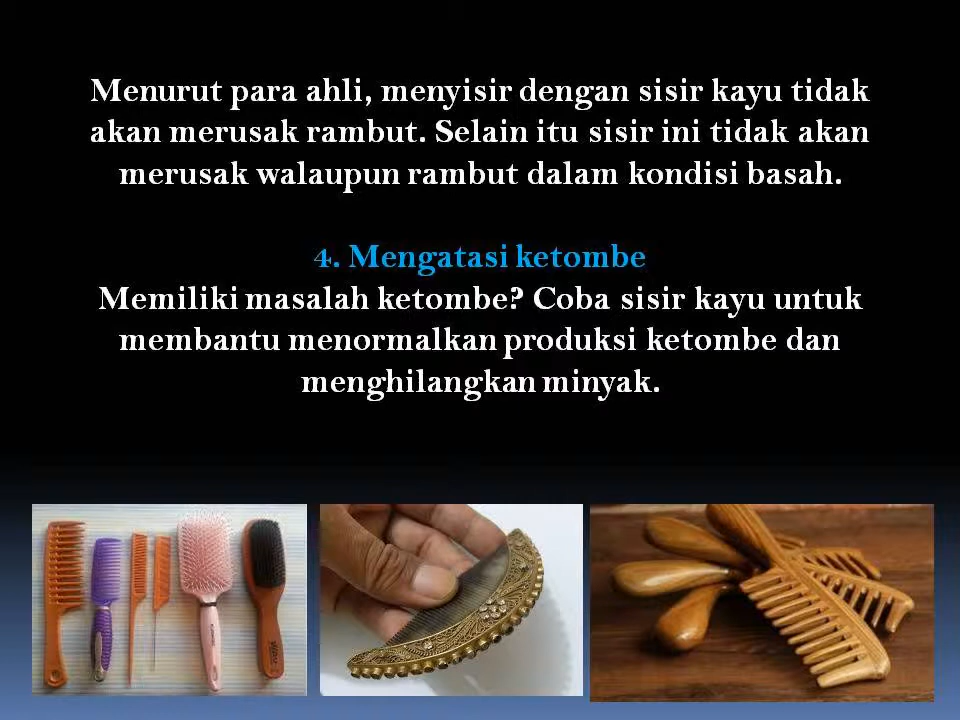 Menurut para ahli, menyisir dengan sisir kayu tidak
akan merusak rambut. Selain itu sisir ini tidak akan
merusak walaupun rambut dalam kondisi basah.
4. Mengatasi ketombe
Memiliki masalah ketombe? Coba sisir kayu untuk
membantu menormalkan produksi ketombe dan
menghilangkan minyak.